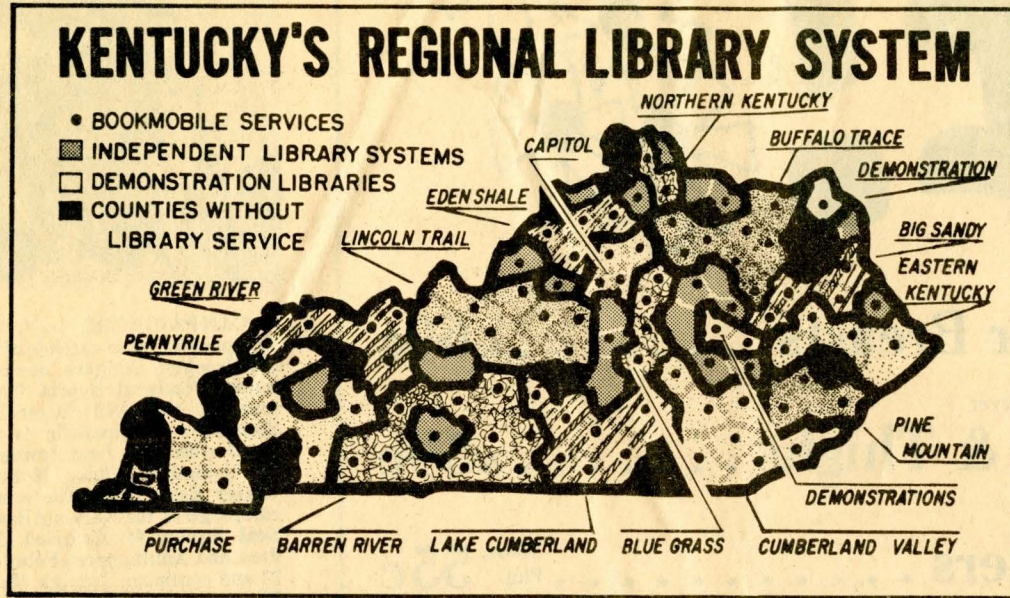 KENTUCKY'S REGIONAL LIBRARY SYSTEM
• BOOKMOBILE SERVICES
INDEPENDENT LIBRARY SYSTEMS
DEMONSTRATION LIBRARIES
COUNTIES WITHOUT
LIBRARY SERVICE
NORTHERN KENTUCKY
CAPITOL
BUFFALO TRACE
DEMONSTRATION
EDEN SHALE
BIG SANDY
LINCOLN TRAIL
EASTERN
KENTUCKY
GREEN RIVER
PENNYRILE
PINE
MOUNTAIN
DEMONSTRATIONS
PURCHASE
BARREN RIVER
LAKE CUMBERLAND
BLUE GRASS
CUMBERLAND VALLEY